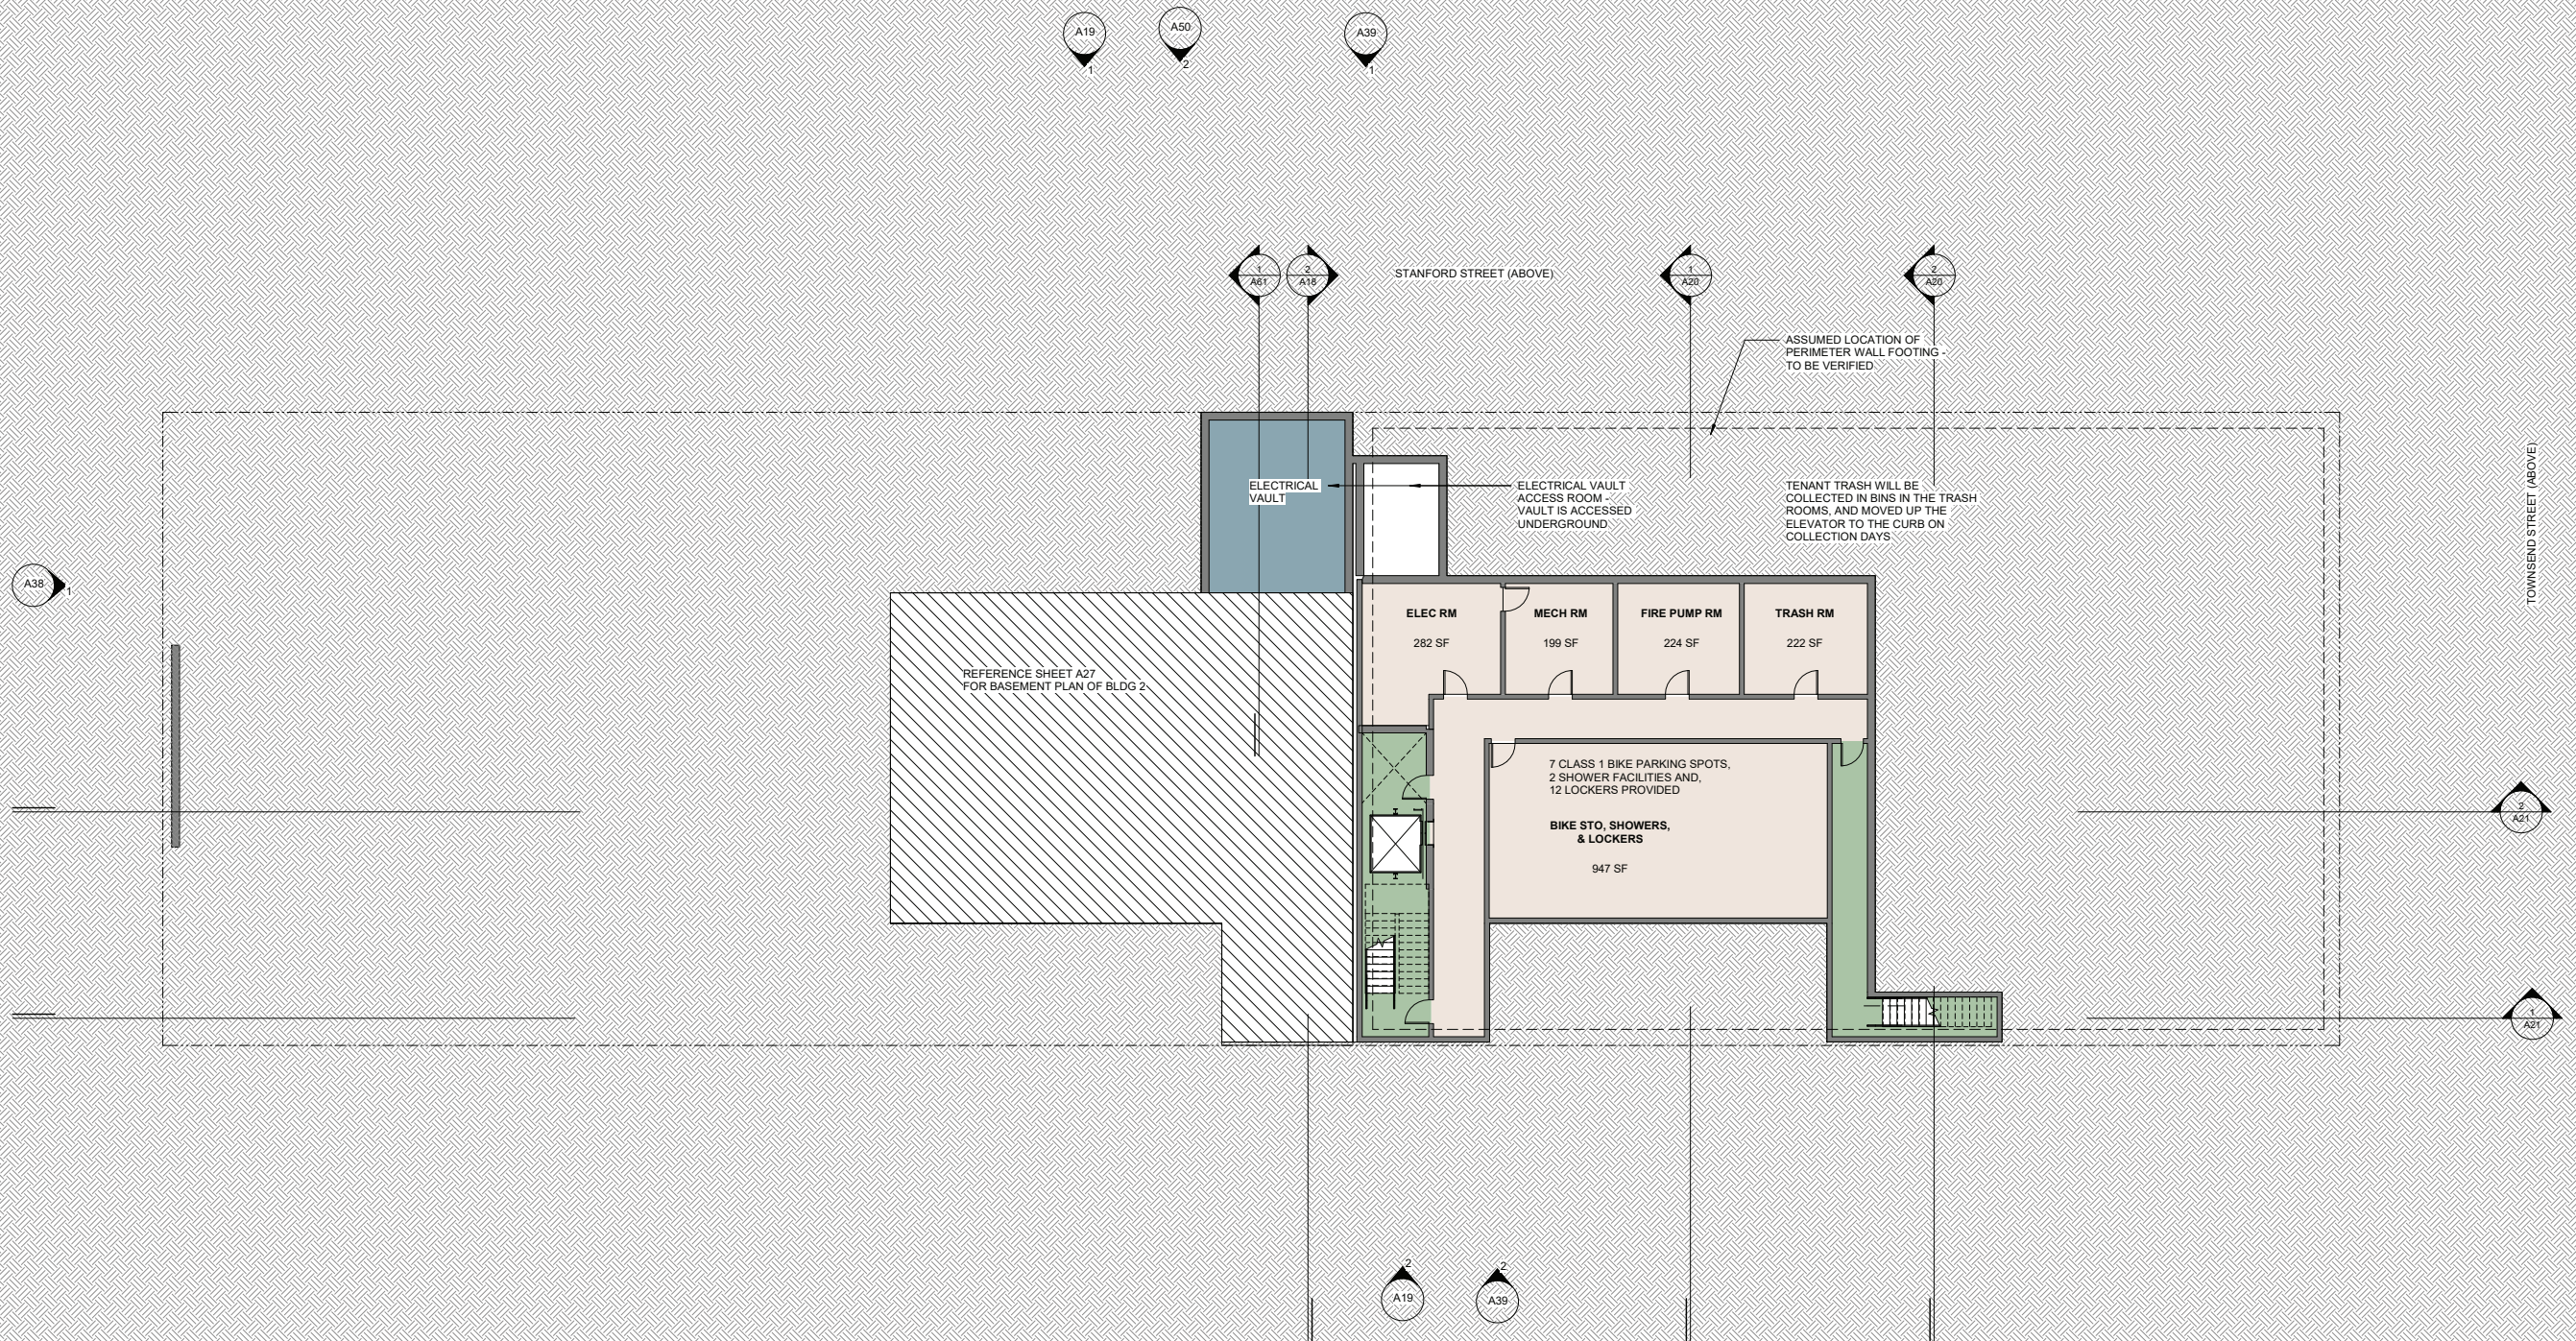 A19
1
A50
2
A39
1
1
A61
2
A18
STANFORD STREET (ABOVE)
1
A20
2
A20
ASSUMED LOCATION OF
PERIMETER WALL FOOTING -
TO BE VERIFIED
ELECTRICAL
VAULT
ELECTRICAL VAULT
ACCESS ROOM -
VAULT IS ACCESSED
UNDERGROUND
TENANT TRASH WILL BE
COLLECTED IN BINS IN THE TRASH
ROOMS, AND MOVED UP THE
ELEVATOR TO THE CURB ON
COLLECTION DAYS
TOWNSEND STREET (ABOVE)
A38
1
ELEC RM
282 SF
MECH RM
199 SF
FIRE PUMP RM
224 SF
TRASH RM
222 SF
REFERENCE SHEET A27
FOR BASEMENT PLAN OF BLDG 2
7 CLASS 1 BIKE PARKING SPOTS,
2 SHOWER FACILITIES AND,
12 LOCKERS PROVIDED
BIKE STO, SHOWERS,
& LOCKERS
947 SF
2
A21
1
A21
2
A19
2
A39